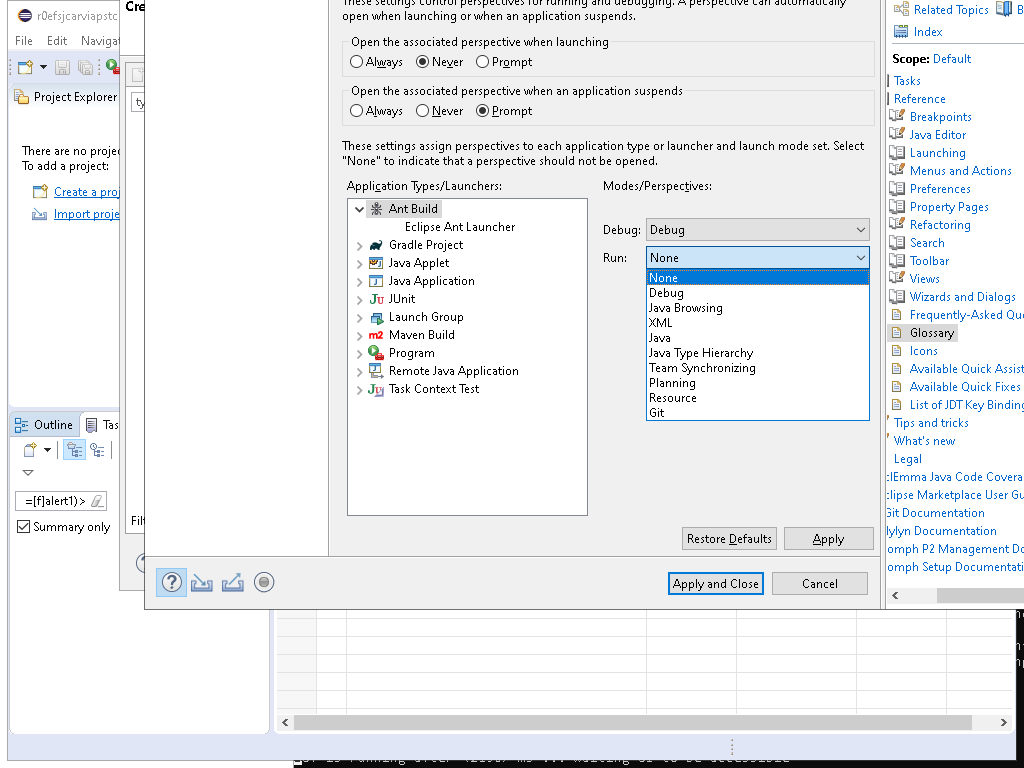 r0efsjcarviapstc
Cre
File Edit Navigat
Project Explorer
There are no proje
To add a project:
Create a proj
Import proje
ty
Outline
Tas
=[f]alert1)>
Summary only
Filt
These settings control perspectives for running and debugging. A perspective can automatically
open when launching or when an application suspends.
Open the associated perspective when launching
Always Never Prompt
Open the associated perspective when an application suspends
Always Never Prompt
These settings assign perspectives to each application type or launcher and launch mode set. Select
"None" to indicate that a perspective should not be opened.
Application Types/Launchers:
Ant Build
Eclipse Ant Launcher
Gradle Project
Java Applet
Java Application
JUnit
Launch Group
Maven Build
Program
Remote Java Application
Task Context Test
Modes/Perspectives:
Debug: Debug
Run: None
None
Debug
Java Browsing
XML
Java
Java Type Hierarchy
Team Synchronizing
Planning
Resource
Git
Restore Defaults
Apply
Apply and Close
Cancel
Related Topics
B
Index
Scope: Default
Tasks
Reference
Breakpoints
Java Editor
Launching
Menus and Actions
Preferences
Property Pages
Refactoring
Search
Toolbar
Views
Wizards and Dialogs
Frequently-Asked Que
Glossary
Icons
Available Quick Assist
Available Quick Fixes
List of JDT Key Binding
Tips and tricks
What's new
Legal
clEmma Java Code Covera
clipse Marketplace User Gu
Git Documentation
Mylyn Documentation
oomph P2 Management Do
oomph Setup Documentati